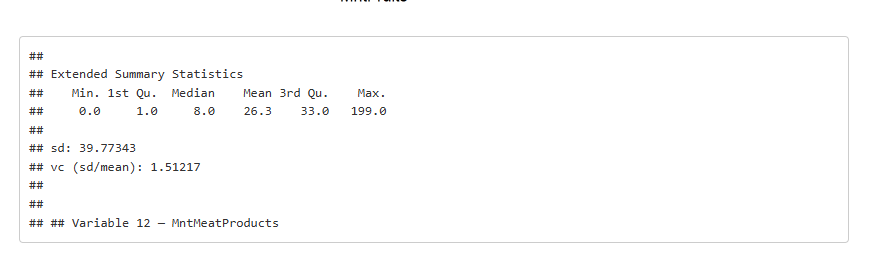 ##
## Extended Summary Statistics
##    Min. 1st Qu.  Median    Mean 3rd Qu.    Max.
##     0.0     1.0     8.0    26.3    33.0   199.0
##
## sd: 39.77343
## vc (sd/mean): 1.51217
##
##
## ## Variable 12 — MntMeatProducts